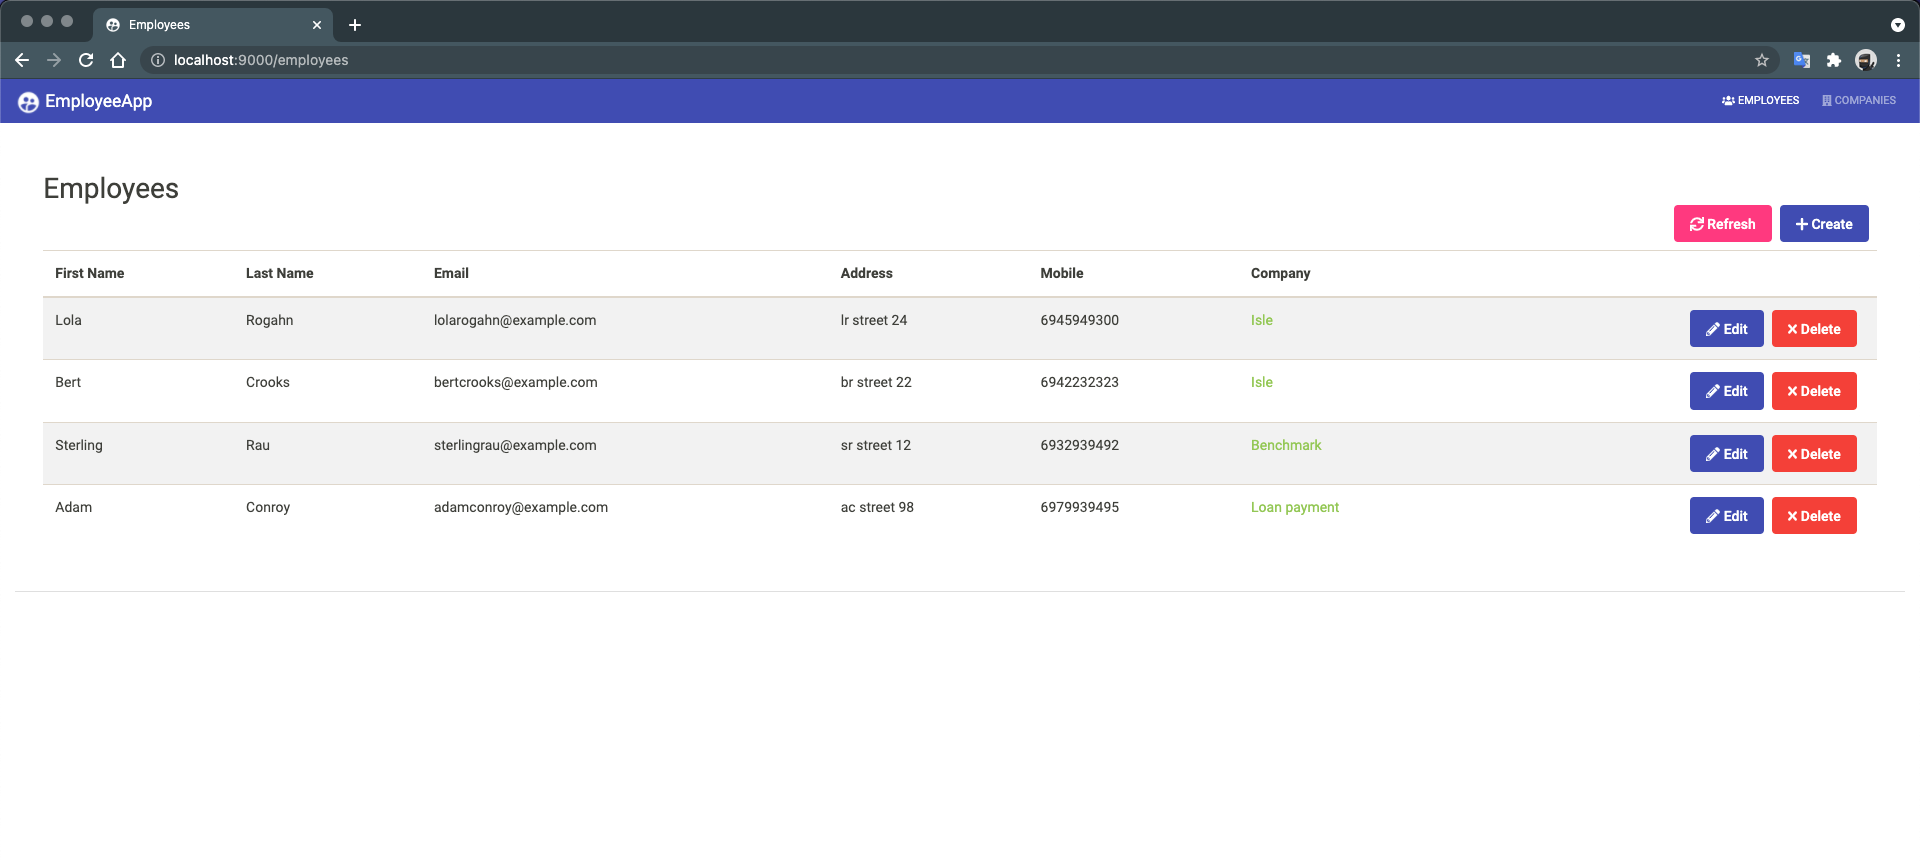 Employees
localhost:9000/employees
EmployeeApp
EMPLOYEES COMPANIES
Employees
Refresh Create
First Name Last Name Email Address Mobile Company
Lola Rogahn lolarogahn@example.com lr street 24 6945949300 Isle Edit Delete
Bert Crooks bertcrooks@example.com br street 22 6942232323 Isle Edit Delete
Sterling Rau sterlingrau@example.com sr street 12 6932939492 Benchmark Edit Delete
Adam Conroy adamconroy@example.com ac street 98 6979939495 Loan payment Edit Delete